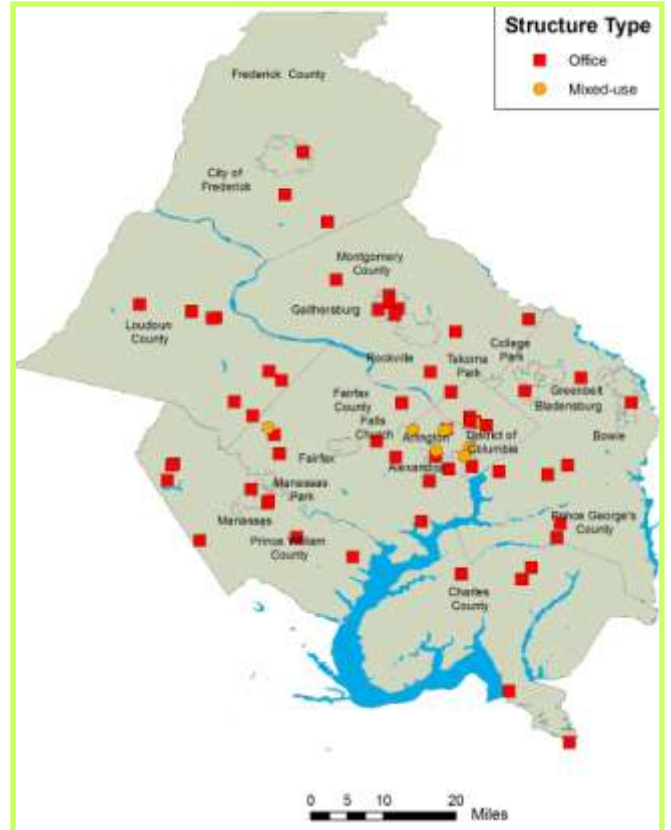 Structure Type
Office
Mixed-use
Frederick County
City of
Frederick
Montgomery
County
Gaithersburg
Loudoun
County
College
Park
Rockville
Takoma
Park
Fairfax
County
Greenbelt
Bladensburg
Falls
Church
Arlington
District of
Columbia
Bowie
Fairfax
Alexandria
Manassas
Park
Manassas
Prince George's
County
Prince William
County
Charles
County
0 5 10 20
Miles